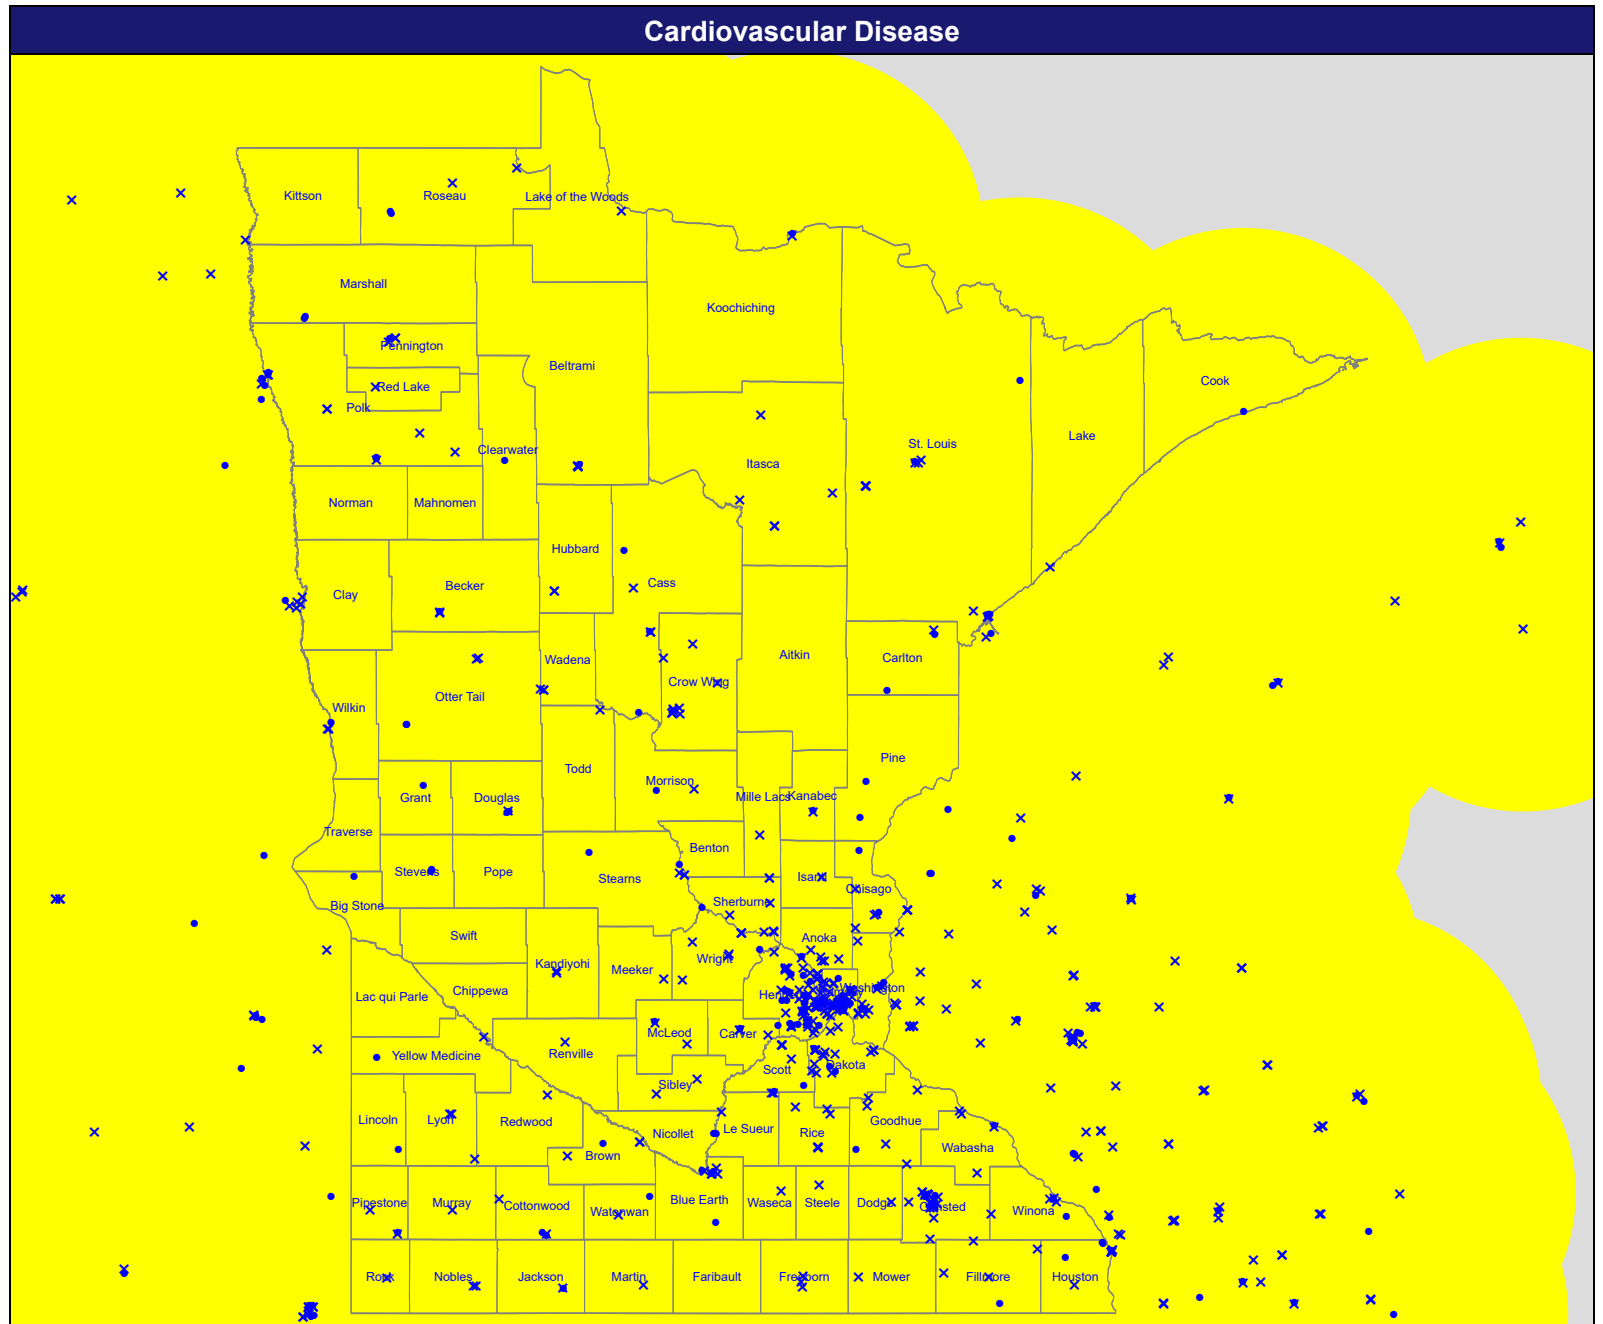 Cardiovascular Disease
Kittson
Roseau
Lake of the Woods
Marshall
Koochiching
Pennington
Beltrami
Red Lake
Polk
Cook
Lake
St. Louis
Clearwater
Itasca
Norman
Mahnomen
Hubbard
Cass
Becker
Clay
Wadena
Aitkin
Carlton
Crow Wing
Otter Tail
Wilkin
Pine
Todd
Morrison
Mille Lacs
Kanabec
Grant
Douglas
Traverse
Benton
Stevens
Pope
Stearns
Isanti
Chisago
Big Stone
Sherburne
Swift
Anoka
Wright
Kandiyohi
Meeker
Chippewa
Lac qui Parle
Washington
McLeod
Carver
Yellow Medicine
Renville
Scott
Dakota
Sibley
Lincoln
Lyon
Redwood
Nicollet
Le Sueur
Rice
Goodhue
Brown
Wabasha
Pipestone
Murray
Cottonwood
Watonwan
Blue Earth
Waseca
Steele
Dodge
Olmsted
Winona
Rock
Nobles
Jackson
Martin
Faribault
Freeborn
Mower
Fillmore
Houston